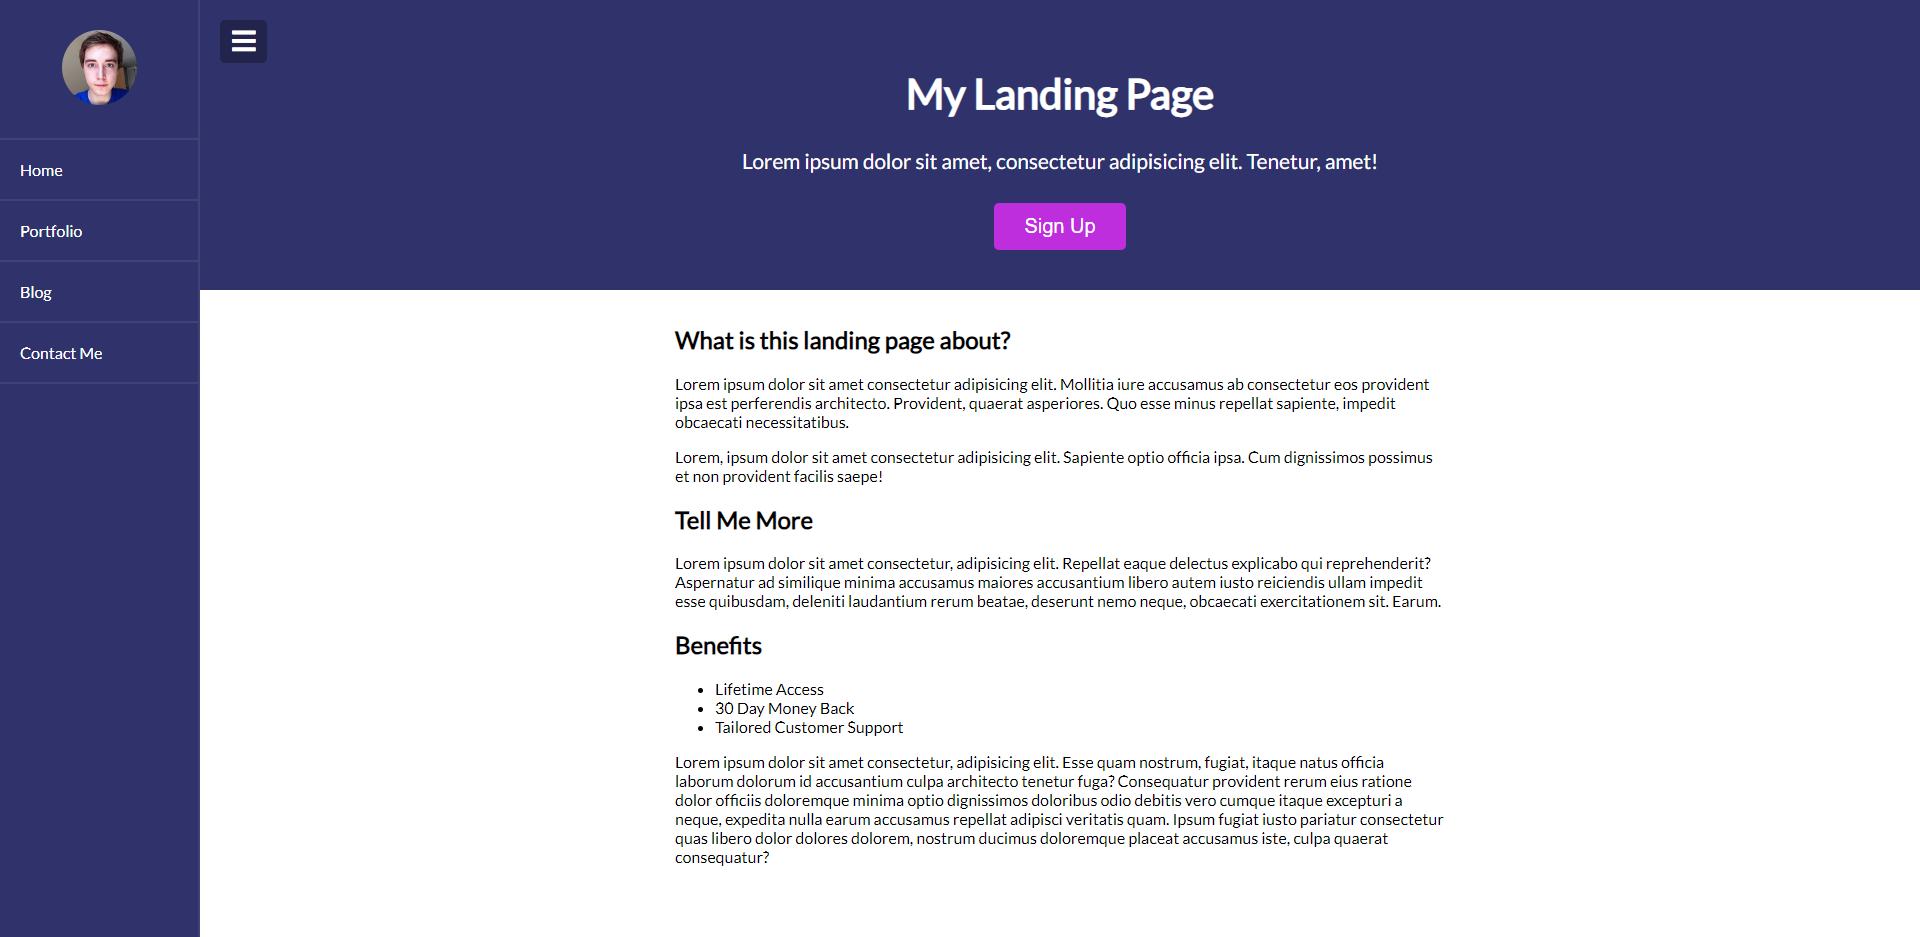 Home
Portfolio
Blog
Contact Me
My Landing Page
Lorem ipsum dolor sit amet, consectetur adipisicing elit. Tenetur, amet!
Sign Up
What is this landing page about?
Lorem ipsum dolor sit amet consectetur adipisicing elit. Mollitia iure accusamus ab consectetur eos provident
ipsa est perferendis architecto. Provident, quaerat asperiores. Quo esse minus repellat sapiente, impedit
obcaecati necessitatibus.
Lorem, ipsum dolor sit amet consectetur adipisicing elit. Sapiente optio officia ipsa. Cum dignissimos possimus
et non provident facilis saepe!
Tell Me More
Lorem ipsum dolor sit amet consectetur, adipisicing elit. Repellat eaque delectus explicabo qui reprehenderit?
Aspernatur ad similique minima accusamus maiores accusantium libero autem iusto reiciendis ullam impedit
esse quibusdam, deleniti laudantium rerum beatae, deserunt nemo neque, obcaecati exercitationem sit. Earum.
Benefits
• Lifetime Access
• 30 Day Money Back
• Tailored Customer Support
Lorem ipsum dolor sit amet consectetur, adipisicing elit. Esse quam nostrum, fugiat, itaque natus officia
laborum dolorum id accusantium culpa architecto tenetur fuga? Consequatur provident rerum eius ratione
dolor officiis doloremque minima optio dignissimos doloribus odio debitis vero cumque itaque excepturi a
neque, expedita nulla earum accusamus repellat adipisci veritatis quam. Ipsum fugiat iusto pariatur consectetur
quas libero dolor dolores dolorem, nostrum ducimus doloremque placeat accusamus iste, culpa quaerat
consequatur?